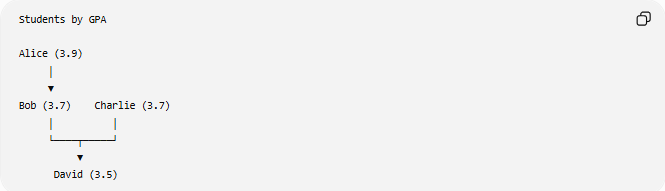 Students by GPA
Alice (3.9)
Bob (3.7) Charlie (3.7)
David (3.5)